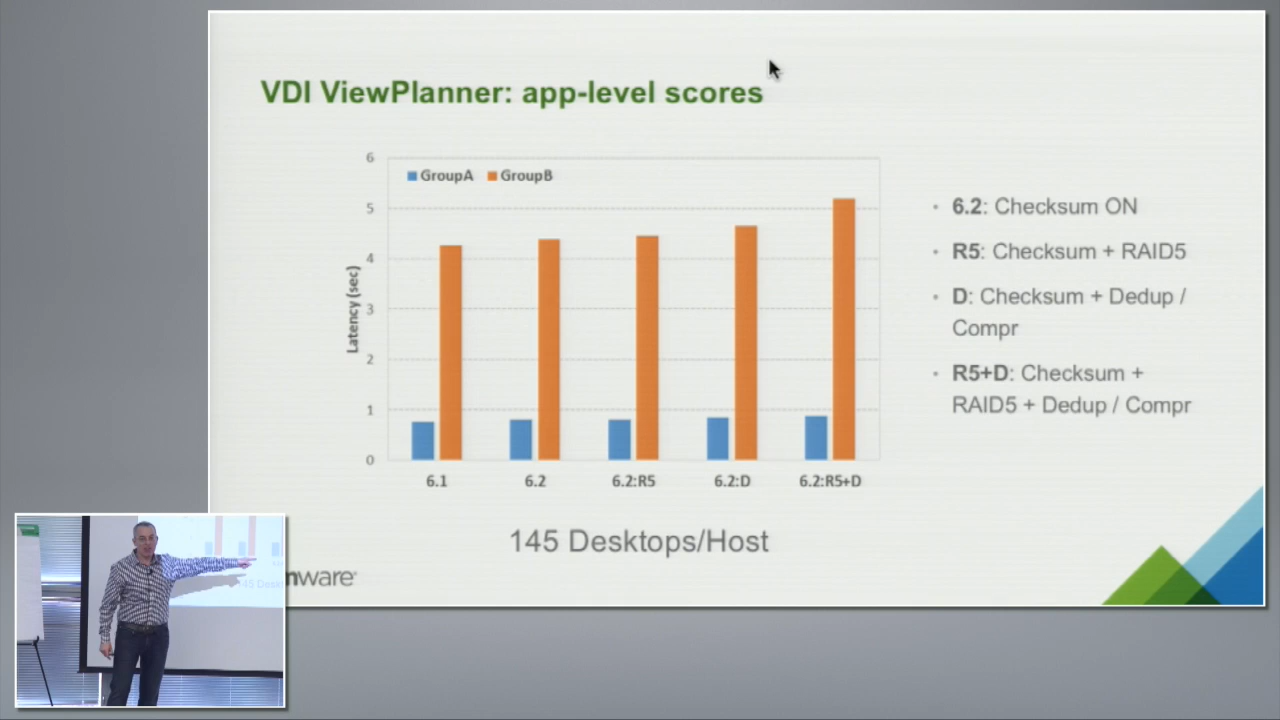 VDI ViewPlanner: app-level scores
6
5
4
3
2
1
0
Latency (sec)
GroupA
GroupB
6.1
6.2
6.2:R5
6.2:D
6.2:R5+D
145 Desktops/Host
• 6.2: Checksum ON
• R5: Checksum + RAID5
• D: Checksum + Dedup /
Compr
• R5+D: Checksum +
RAID5 + Dedup / Compr
mware®